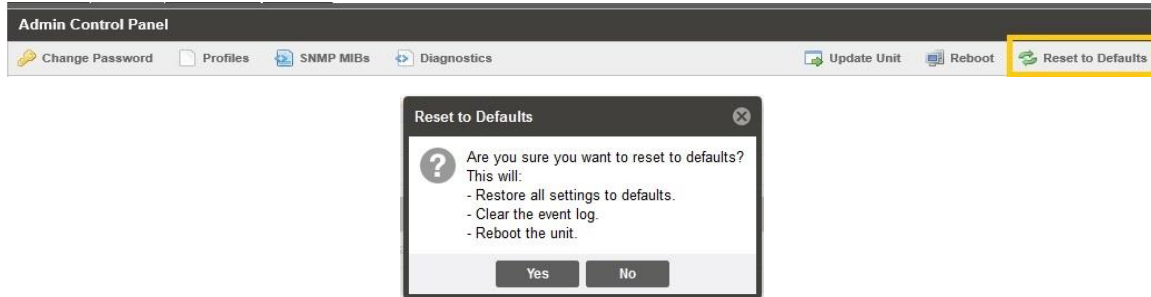 Admin Control Panel
Change Password Profiles SNMP MIBs Diagnostics Update Unit Reboot Reset to Defaults
Reset to Defaults
Are you sure you want to reset to defaults?
This will:
- Restore all settings to defaults.
- Clear the event log.
- Reboot the unit.
Yes No